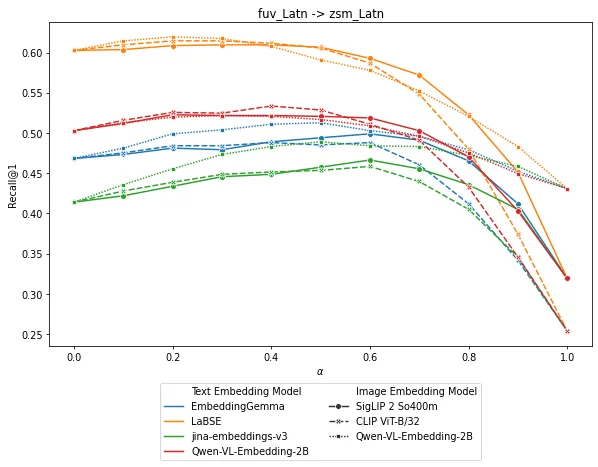 fuv_Latn -> zsm_Latn
Recall@1
0.60
0.55
0.50
0.45
0.40
0.35
0.30
0.25
0.0
0.2
0.4
0.6
0.8
1.0
α
Text Embedding Model
EmbeddingGemma
LaBSE
jina-embeddings-v3
Qwen-VL-Embedding-2B
Image Embedding Model
SigLIP 2 So400m
CLIP ViT-B/32
Qwen-VL-Embedding-2B